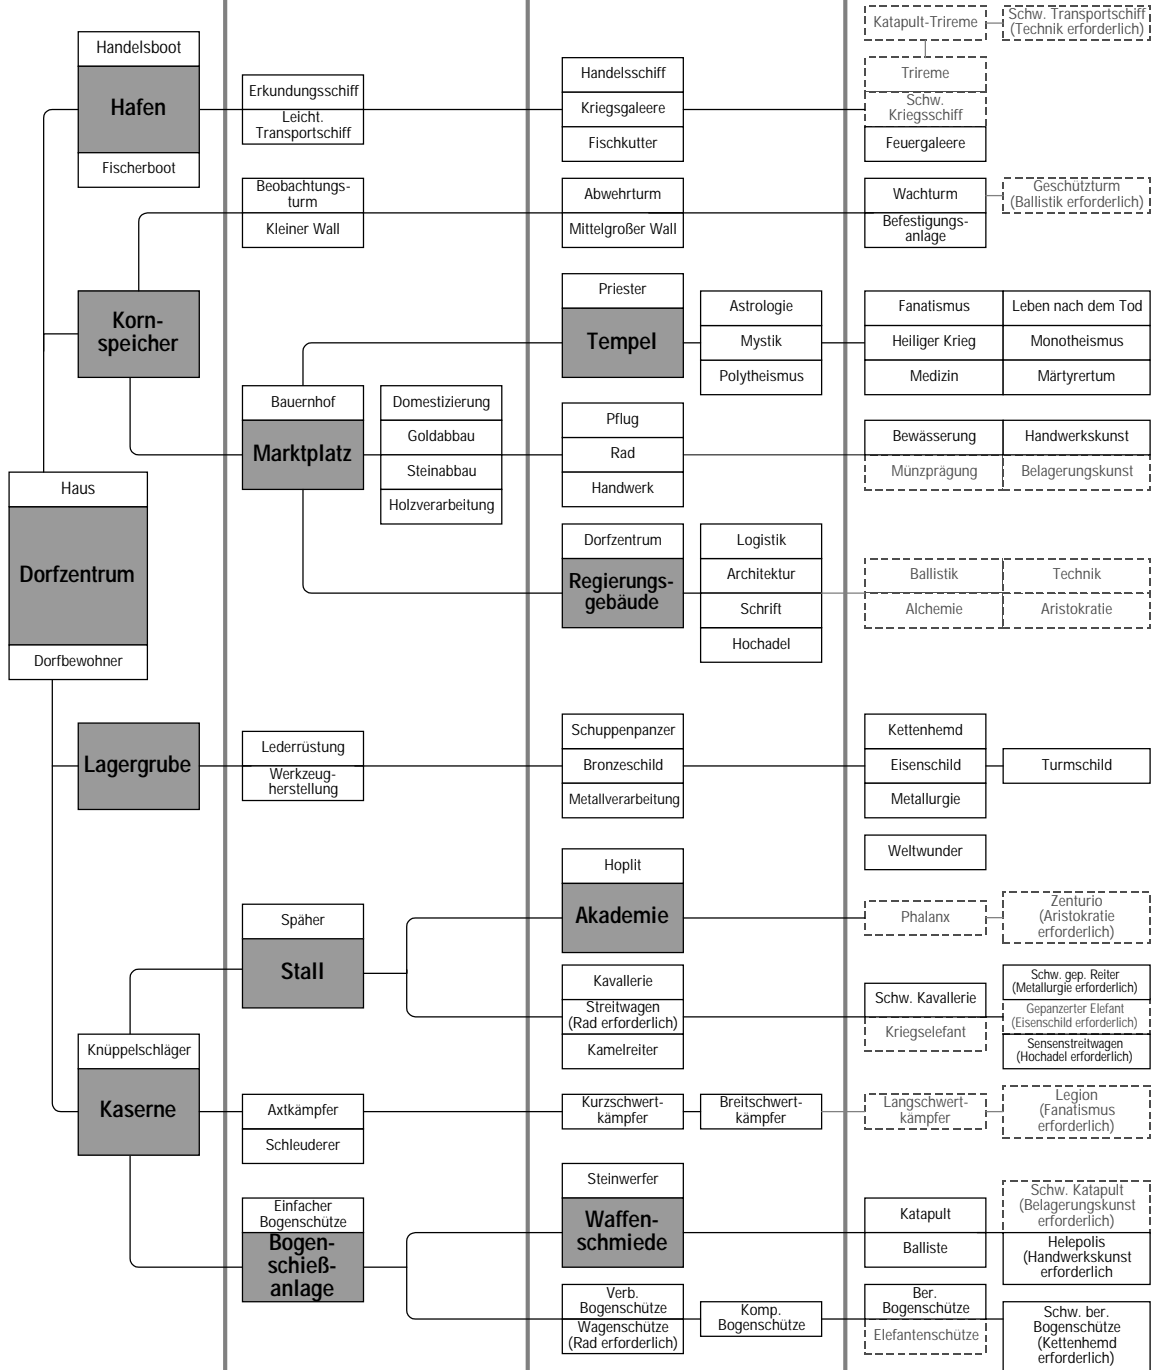 Katapult-Trireme
Schw. Transportschiff
(Technik erforderlich)
Handelsboot
Hafen
Fischerboot
Erkundungsschiff
Leicht.
Transportschiff
Handelsschiff
Kriegsgaleere
Fischkutter
Trireme
Schw.
Kriegsschiff
Feuergaleere
Beobachtungs-
turm
Kleiner Wall
Abwehrturm
Mittelgroßer Wall
Wachturm
Befestigungs-
anlage
Geschützturm
(Ballistik erforderlich)
Korn-
speicher
Priester
Tempel
Astrologie
Mystik
Polytheismus
Fanatismus
Leben nach dem Tod
Heiliger Krieg
Monotheismus
Medizin
Märtyrertum
Bauernhof
Marktplatz
Domestizierung
Goldabbau
Steinabbau
Holzverarbeitung
Pflug
Rad
Handwerk
Bewässerung
Handwerkskunst
Münzprägung
Belagerungskunst
Haus
Dorfzentrum
Dorfbewohner
Dorfzentrum
Regierungs-
gebäude
Logistik
Architektur
Schrift
Hochadel
Ballistik
Technik
Alchemie
Aristokratie
Lagergrube
Lederrüstung
Werkzeug-
herstellung
Schuppenpanzer
Bronzeschild
Metallverarbeitung
Kettenhemd
Eisenschild
Metallurgie
Turmschild
Weltwunder
Hoplit
Akademie
Phalanx
Zenturio
(Aristokratie
erforderlich)
Späher
Stall
Kavallerie
Streitwagen
(Rad erforderlich)
Kamelreiter
Schw. Kavallerie
Kriegselefant
Schw. gep. Reiter
(Metallurgie erforderlich)
Gepanzerter Elefant
(Eisenschild erforderlich)
Sensenstreitwagen
(Hochadel erforderlich)
Knüppelschläger
Kaserne
Axtkämpfer
Schleuderer
Kurzschwert-
kämpfer
Breitschwert-
kämpfer
Langschwert-
kämpfer
Legion
(Fanatismus
erforderlich)
Einfacher
Bogenschütze
Bogen-
schieß-
anlage
Steinwerfer
Waffen-
schmiede
Katapult
Balliste
Schw. Katapult
(Belagerungskunst
erforderlich)
Helepolis
(Handwerkskunst
erforderlich
Verb.
Bogenschütze
Wagenschütze
(Rad erforderlich)
Komp.
Bogenschütze
Ber.
Bogenschütze
Elefantenschütze
Schw. ber.
Bogenschütze
(Kettenhemd
erforderlich)